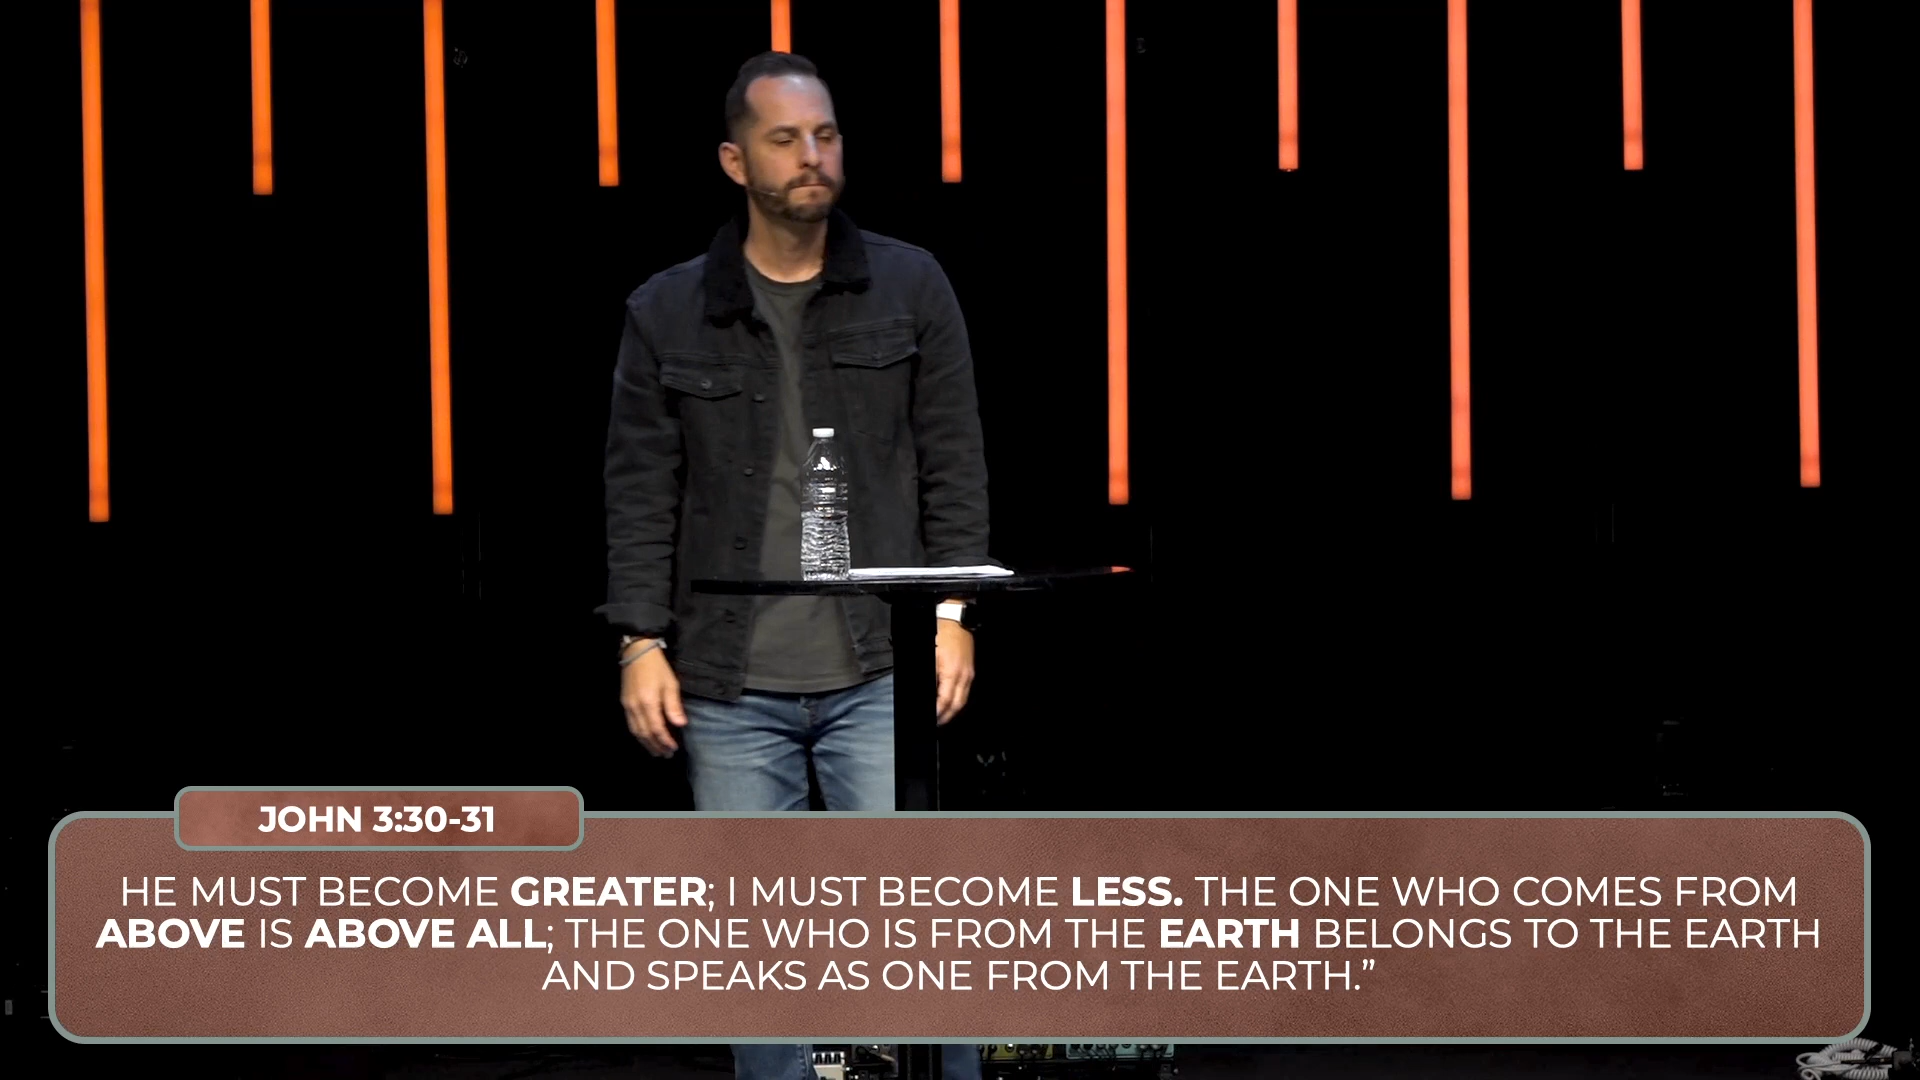 JOHN 3:30-31
HE MUST BECOME GREATER; I MUST BECOME LESS. THE ONE WHO COMES FROM
ABOVE IS ABOVE ALL; THE ONE WHO IS FROM THE EARTH BELONGS TO THE EARTH
AND SPEAKS AS ONE FROM THE EARTH.”